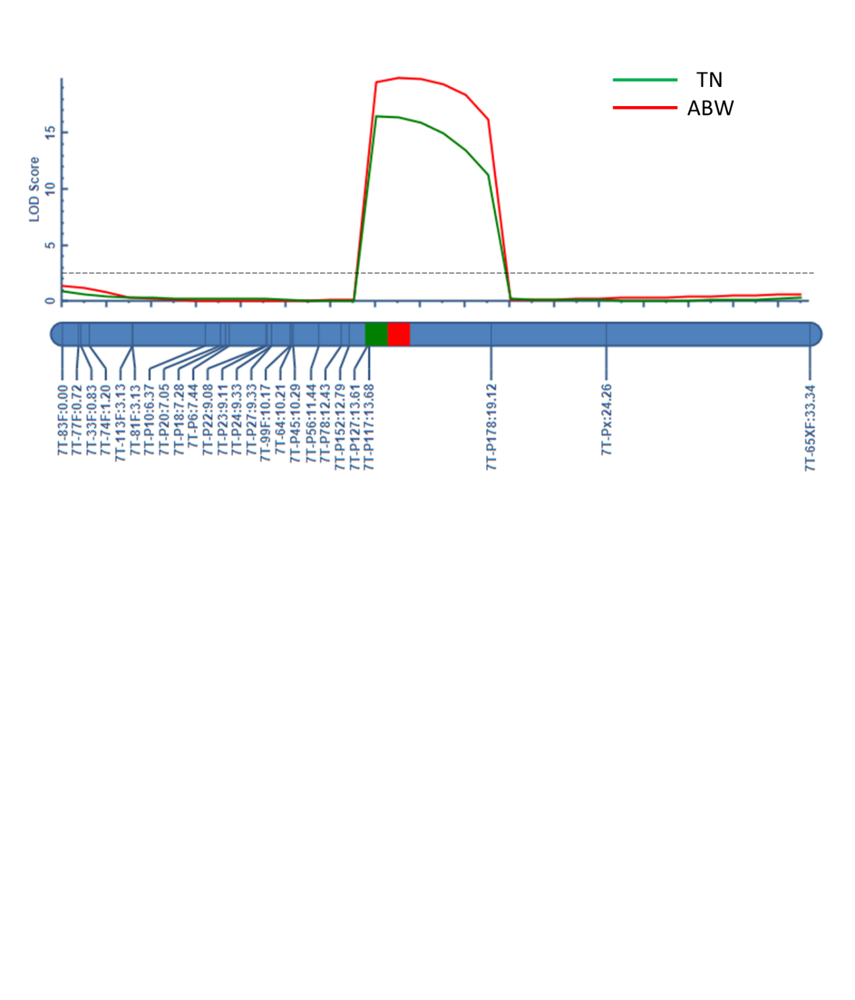 TN
ABW
LOD Score
15
10
5
0
7T-83F:0.00
7T-77F:0.72
7T-33F:0.83
7T-74F:1.20
7T-113F:3.13
7T-81F:3.13
7T-P10:6.37
7T-P20:7.05
7T-P18:7.28
7T-P6:7.44
7T-P22:9.08
7T-P23:9.11
7T-P24:9.33
7T-P27:9.33
7T-99F:10.17
7T-64:10.21
7T-P45:10.29
7T-P56:11.44
7T-P78:12.43
7T-P152:12.79
7T-P127:13.61
7T-P117:13.68
7T-P178:19.12
7T-Px:24.26
7T-65XF:33.34